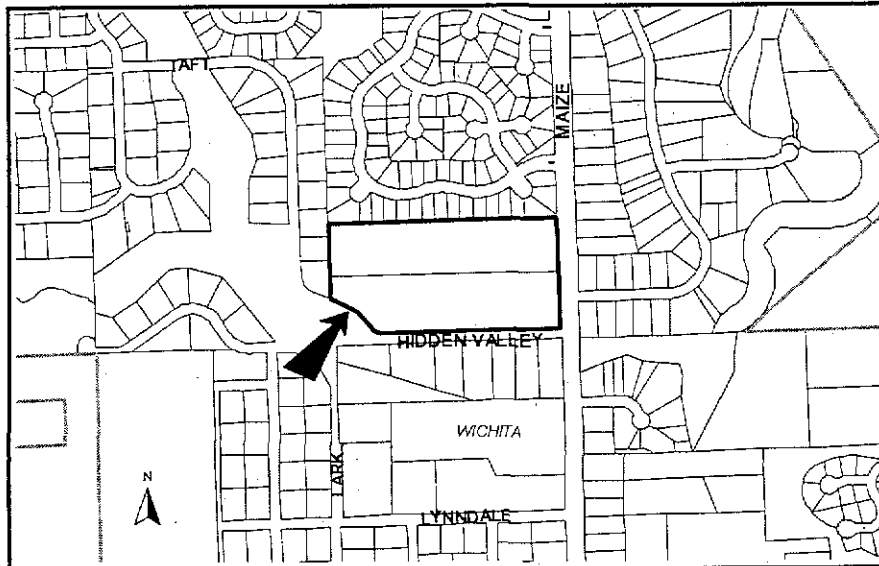 TAFT
MAIZE
HIDDEN VALLEY
WICHITA
LARK
N
LYNNDALE